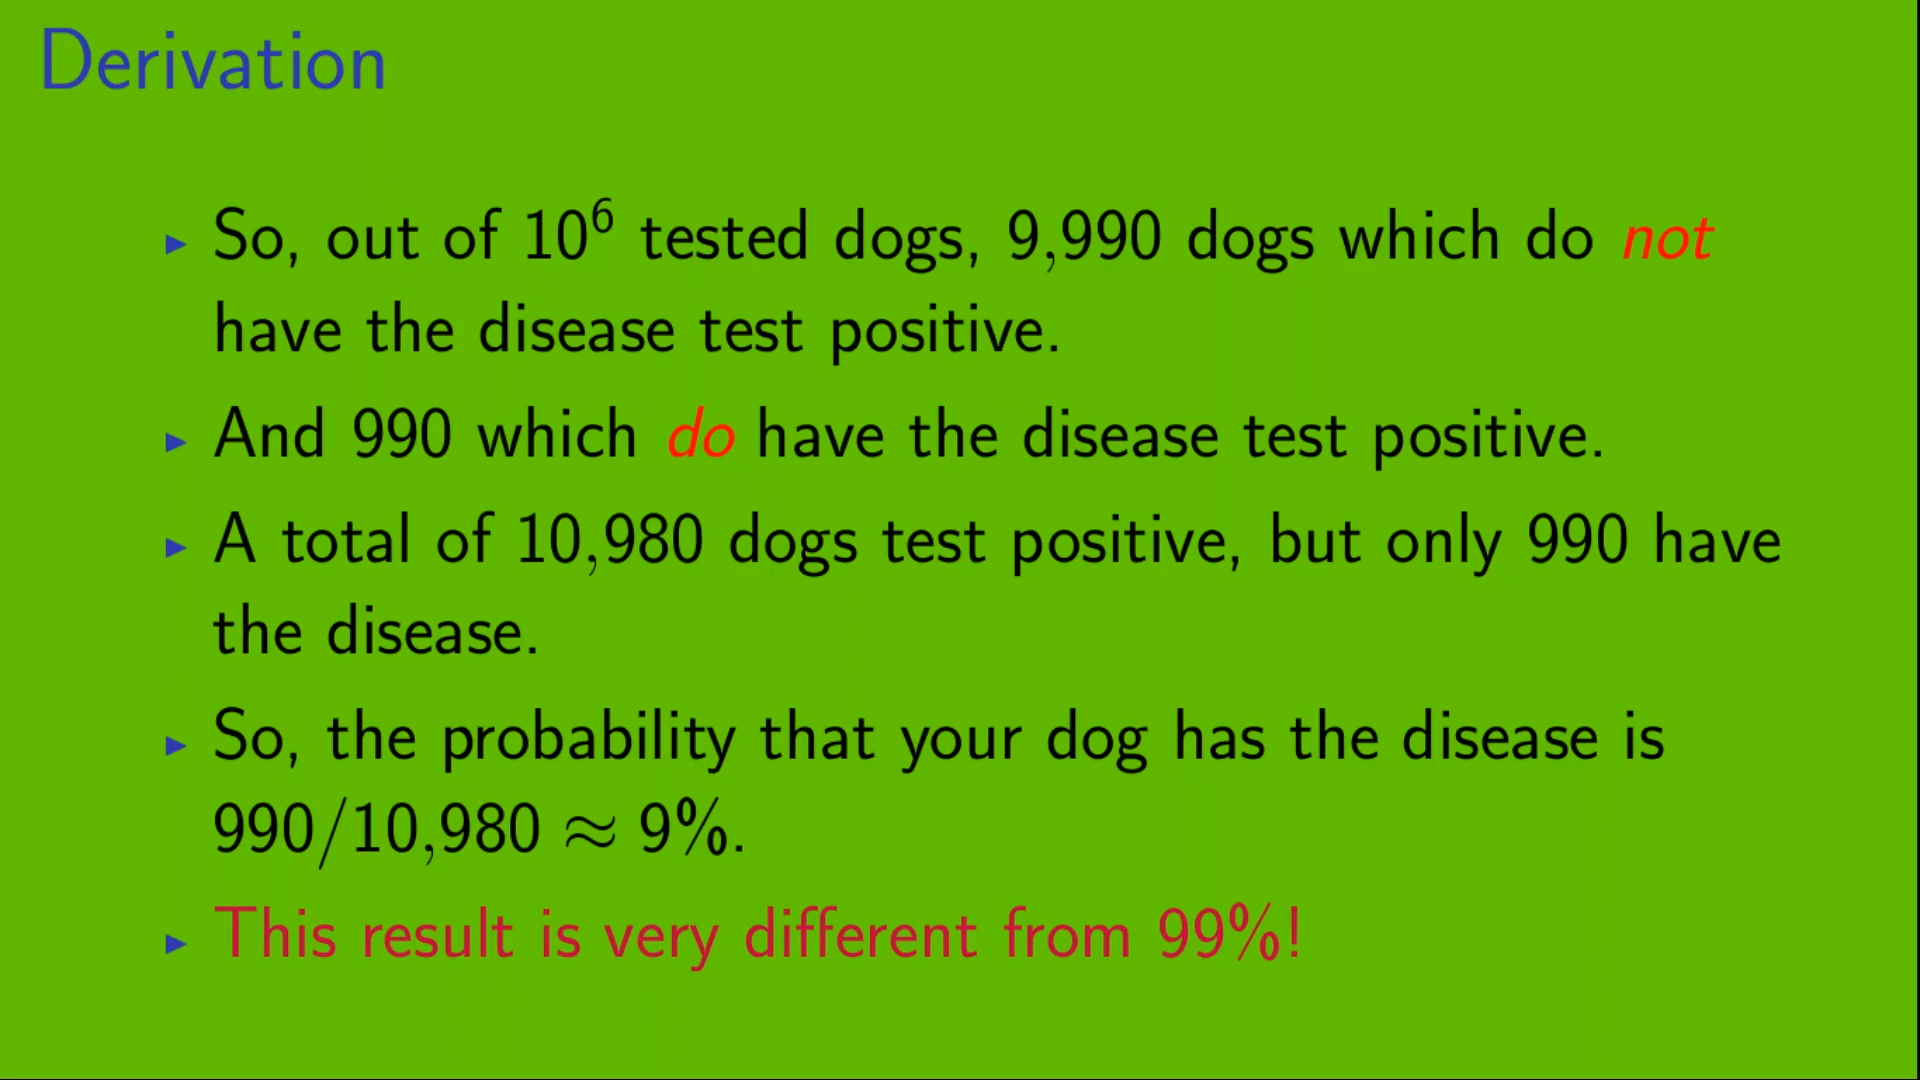 Derivation
▶ So, out of 10⁶ tested dogs, 9,990 dogs which do not
have the disease test positive.
▶ And 990 which do have the disease test positive.
▶ A total of 10,980 dogs test positive, but only 990 have
the disease.
▶ So, the probability that your dog has the disease is
990/10,980 ≈ 9%.
▶ This result is very different from 99%!